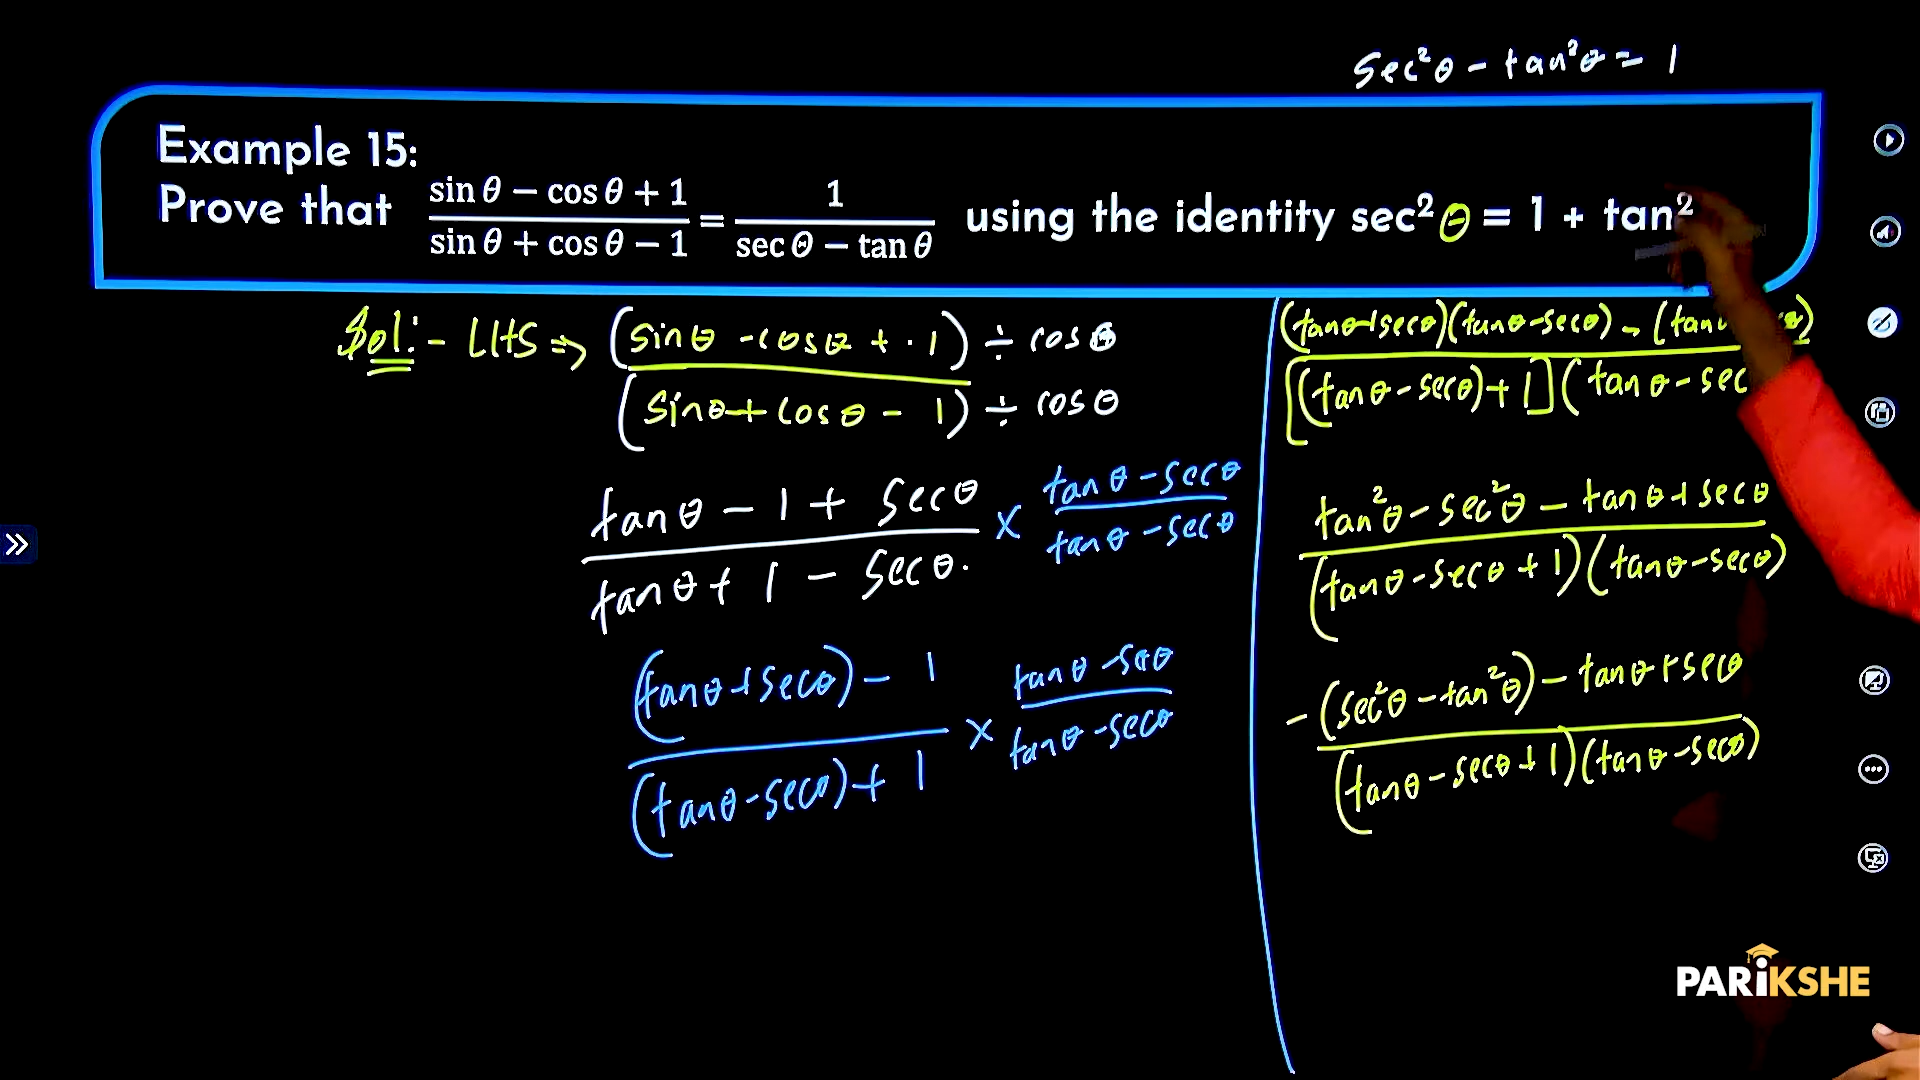 sec²θ - tan²θ = 1
Example 15:
Prove that (sin θ − cos θ + 1)/(sin θ + cos θ − 1) = 1/(sec Θ − tan θ) using the identity sec² θ = 1 + tan²
Sol:- LHS ⇒ (sinθ - cosθ + · 1) ÷ cosθ
(sinθ + cosθ - 1) ÷ cosθ
tanθ - 1 + secθ × tanθ - secθ
tanθ + 1 - secθ. tanθ - secθ
(tanθ + secθ) - 1 × tanθ - secθ
(tanθ - secθ) + 1 tanθ - secθ
(tanθ + secθ)(tanθ - secθ) - (tan
[(tanθ - secθ) + 1](tanθ - sec
tan²θ - sec²θ - tanθ + secθ
(tanθ - secθ + 1)(tanθ - secθ)
- (sec²θ - tan²θ) - tanθ + secθ
(tanθ - secθ + 1)(tanθ - secθ)
PARiKSHE